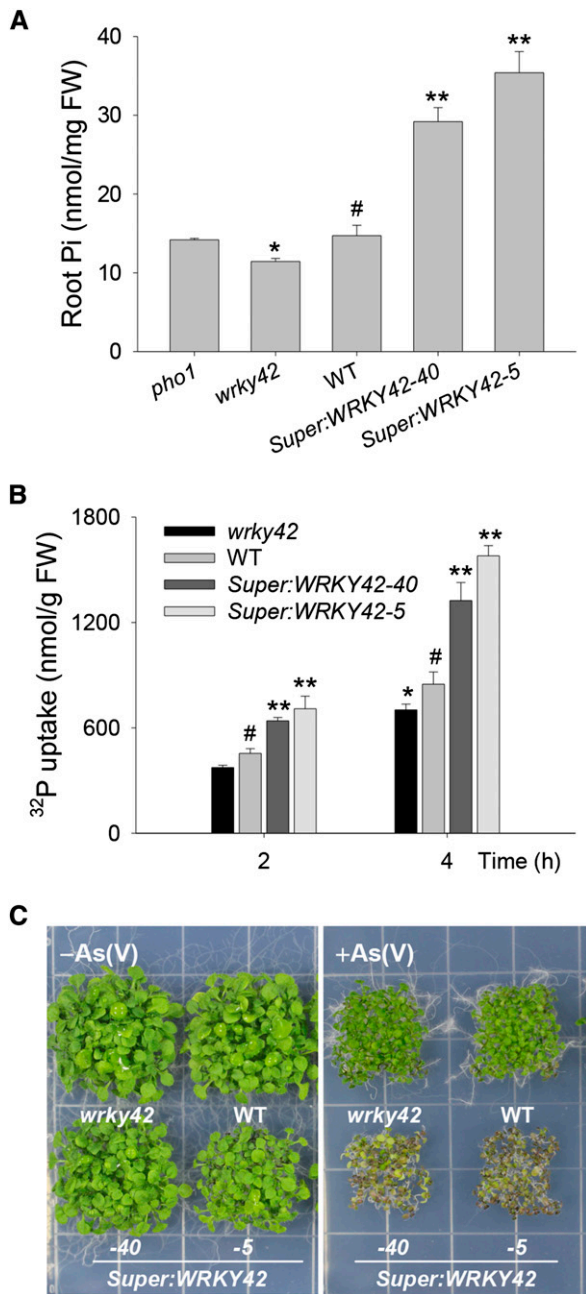 A
Root Pi (nmol/mg FW)
40
30
20
10
0
*
#
**
**
pho1
wrky42
WT
Super:WRKY42-40
Super:WRKY42-5
B
32P uptake (nmol/g FW)
1800
1200
600
0
wrky42
WT
Super:WRKY42-40
Super:WRKY42-5
#
**
**
*
#
**
**
2
4
Time (h)
C
–As(V)
wrky42 WT
-40 -5
Super:WRKY42
+As(V)
wrky42 WT
-40 -5
Super:WRKY42